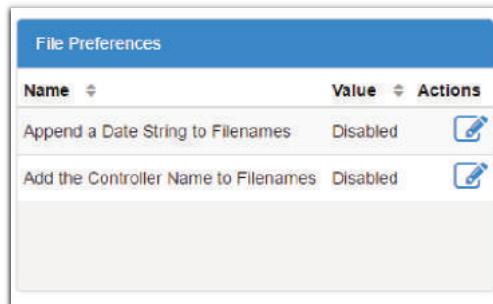 File Preferences
Name Value Actions
Append a Date String to Filenames Disabled
Add the Controller Name to Filenames Disabled